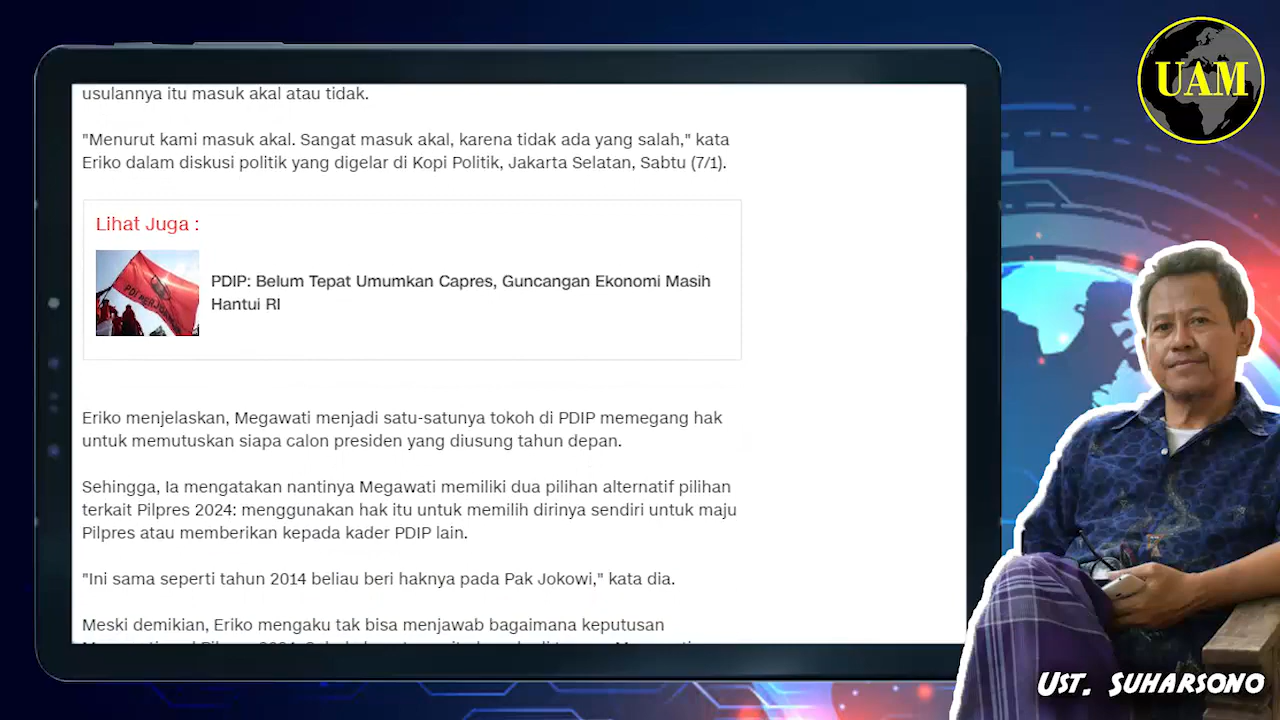 usulannya itu masuk akal atau tidak.
"Menurut kami masuk akal. Sangat masuk akal, karena tidak ada yang salah," kata
Eriko dalam diskusi politik yang digelar di Kopi Politik, Jakarta Selatan, Sabtu (7/1).
Lihat Juga :
PDI PERJUANGAN
PDIP: Belum Tepat Umumkan Capres, Guncangan Ekonomi Masih
Hantui RI
Eriko menjelaskan, Megawati menjadi satu-satunya tokoh di PDIP memegang hak
untuk memutuskan siapa calon presiden yang diusung tahun depan.
Sehingga, Ia mengatakan nantinya Megawati memiliki dua pilihan alternatif pilihan
terkait Pilpres 2024: menggunakan hak itu untuk memilih dirinya sendiri untuk maju
Pilpres atau memberikan kepada kader PDIP lain.
"Ini sama seperti tahun 2014 beliau beri haknya pada Pak Jokowi," kata dia.
Meski demikian, Eriko mengaku tak bisa menjawab bagaimana keputusan
UAM
Ust. Suharsono